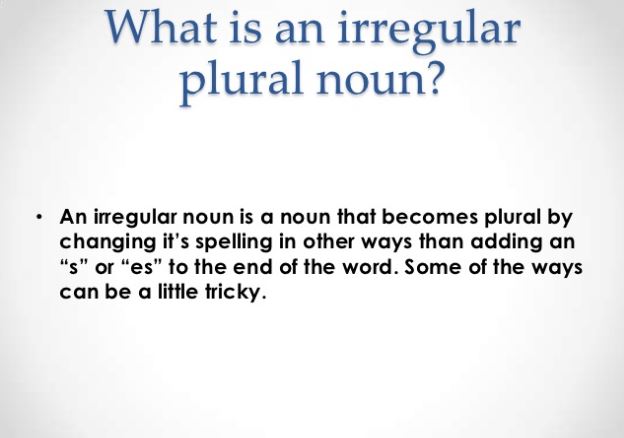 What is an irregular
plural noun?
• An irregular noun is a noun that becomes plural by
changing it’s spelling in other ways than adding an
“s” or “es” to the end of the word. Some of the ways
can be a little tricky.